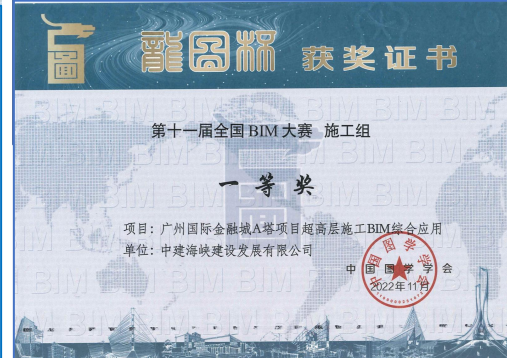 龍圖杯 获奖证书
第十一届全国 BIM 大赛 施工组
一等奖
项目：广州国际金融城A塔项目超高层施工BIM综合应用
单位：中建海峡建设发展有限公司
中国图学学会
2022年11月